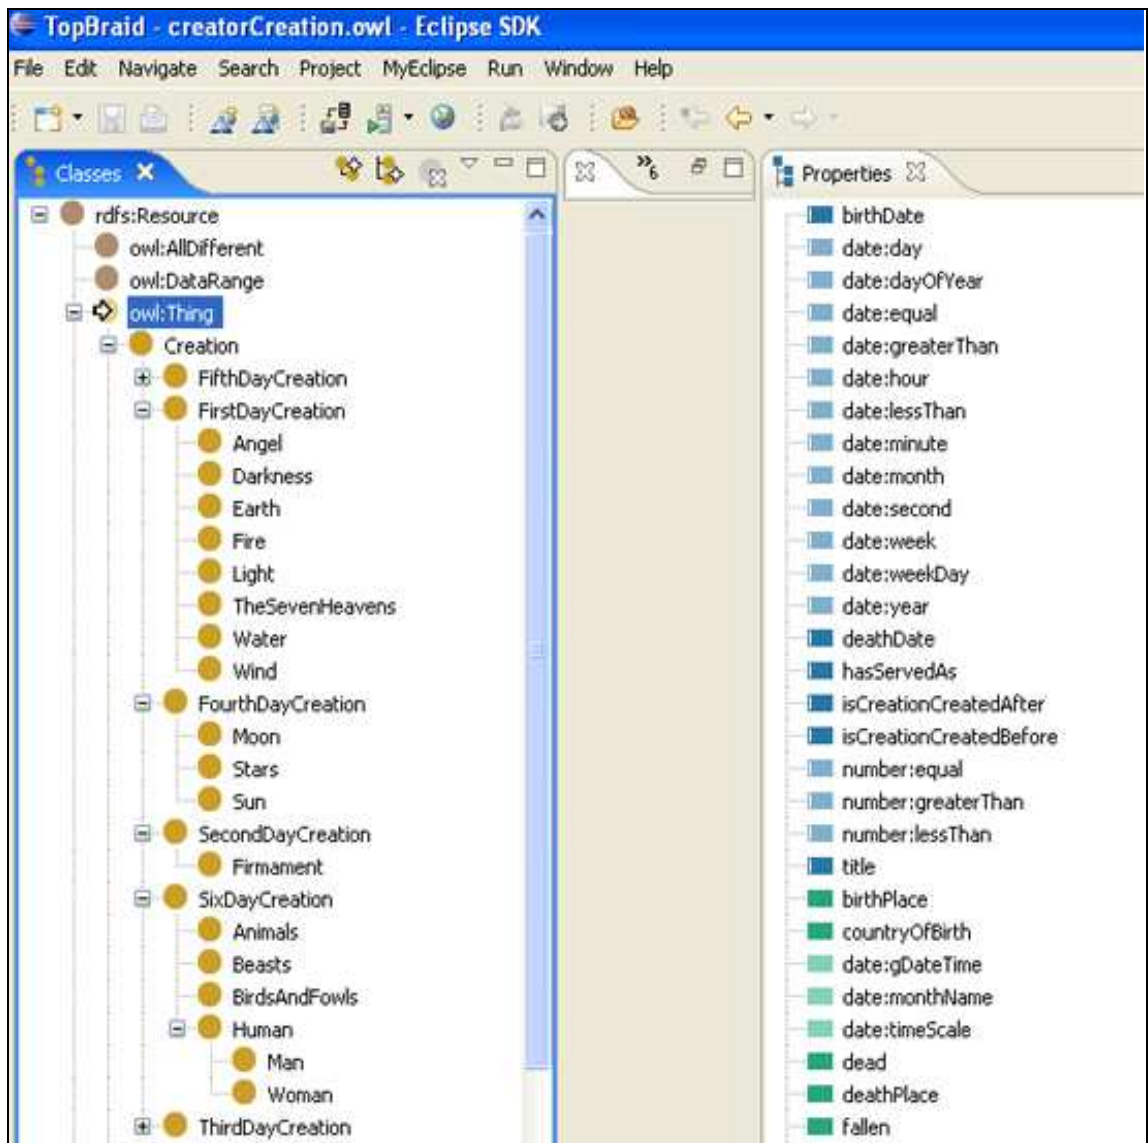 TopBraid - creatorCreation.owl - Eclipse SDK
File Edit Navigate Search Project MyEclipse Run Window Help
Classes
rdfs:Resource
owl:AllDifferent
owl:DataRange
owl:Thing
Creation
FifthDayCreation
FirstDayCreation
Angel
Darkness
Earth
Fire
Light
TheSevenHeavens
Water
Wind
FourthDayCreation
Moon
Stars
Sun
SecondDayCreation
Firmament
SixDayCreation
Animals
Beasts
BirdsAndFowls
Human
Man
Woman
ThirdDayCreation
»6
Properties
birthDate
date:day
date:dayOfYear
date:equal
date:greaterThan
date:hour
date:lessThan
date:minute
date:month
date:second
date:week
date:weekDay
date:year
deathDate
hasServedAs
isCreationCreatedAfter
isCreationCreatedBefore
number:equal
number:greaterThan
number:lessThan
title
birthPlace
countryOfBirth
date:gDateTime
date:monthName
date:timeScale
dead
deathPlace
fallen